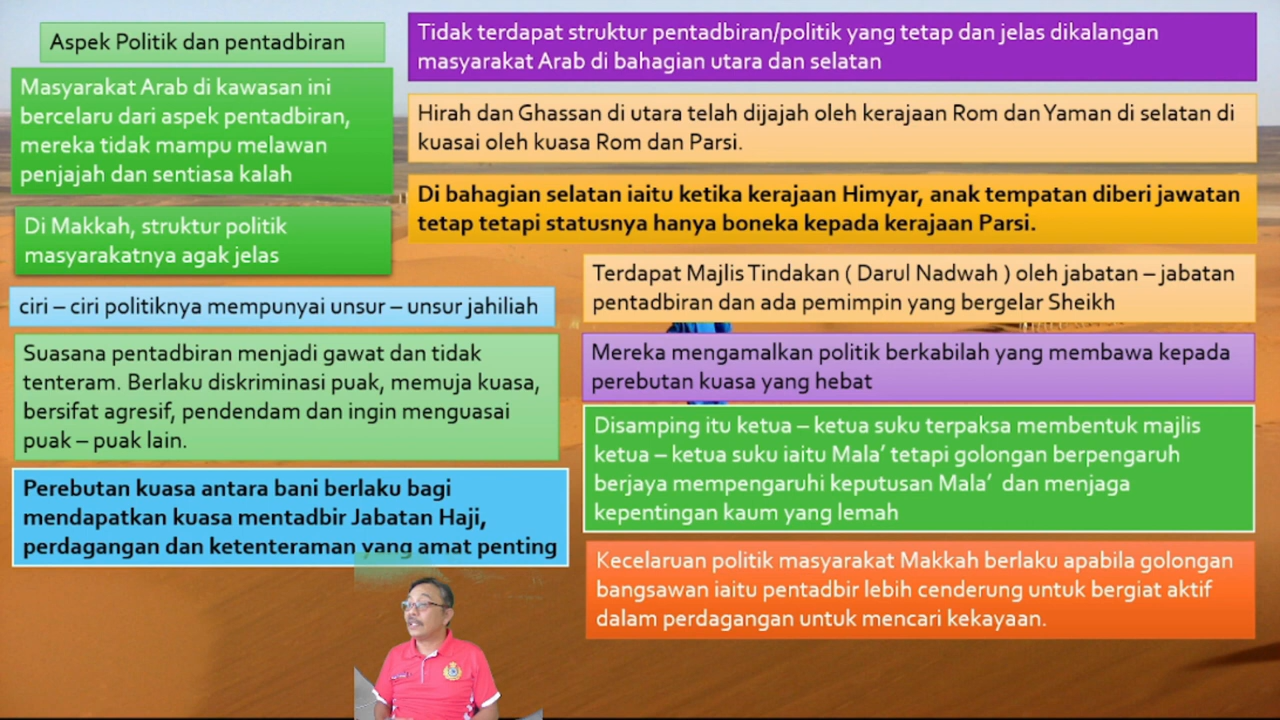 Aspek Politik dan pentadbiran
Masyarakat Arab di kawasan ini
bercelaru dari aspek pentadbiran,
mereka tidak mampu melawan
penjajah dan sentiasa kalah
Di Makkah, struktur politik
masyarakatnya agak jelas
ciri – ciri politiknya mempunyai unsur – unsur jahiliah
Suasana pentadbiran menjadi gawat dan tidak
tenteram. Berlaku diskriminasi puak, memuja kuasa,
bersifat agresif, pendendam dan ingin menguasai
puak – puak lain.
Perebutan kuasa antara bani berlaku bagi
mendapatkan kuasa mentadbir Jabatan Haji,
perdagangan dan ketenteraman yang amat penting
Tidak terdapat struktur pentadbiran/politik yang tetap dan jelas dikalangan
masyarakat Arab di bahagian utara dan selatan
Hirah dan Ghassan di utara telah dijajah oleh kerajaan Rom dan Yaman di selatan di
kuasai oleh kuasa Rom dan Parsi.
Di bahagian selatan iaitu ketika kerajaan Himyar, anak tempatan diberi jawatan
tetap tetapi statusnya hanya boneka kepada kerajaan Parsi.
Terdapat Majlis Tindakan ( Darul Nadwah ) oleh jabatan – jabatan
pentadbiran dan ada pemimpin yang bergelar Sheikh
Mereka mengamalkan politik berkabilah yang membawa kepada
perebutan kuasa yang hebat
Disamping itu ketua – ketua suku terpaksa membentuk majlis
ketua – ketua suku iaitu Mala’ tetapi golongan berpengaruh
berjaya mempengaruhi keputusan Mala’ dan menjaga
kepentingan kaum yang lemah
Kecelaruan politik masyarakat Makkah berlaku apabila golongan
bangsawan iaitu pentadbir lebih cenderung untuk bergiat aktif
dalam perdagangan untuk mencari kekayaan.